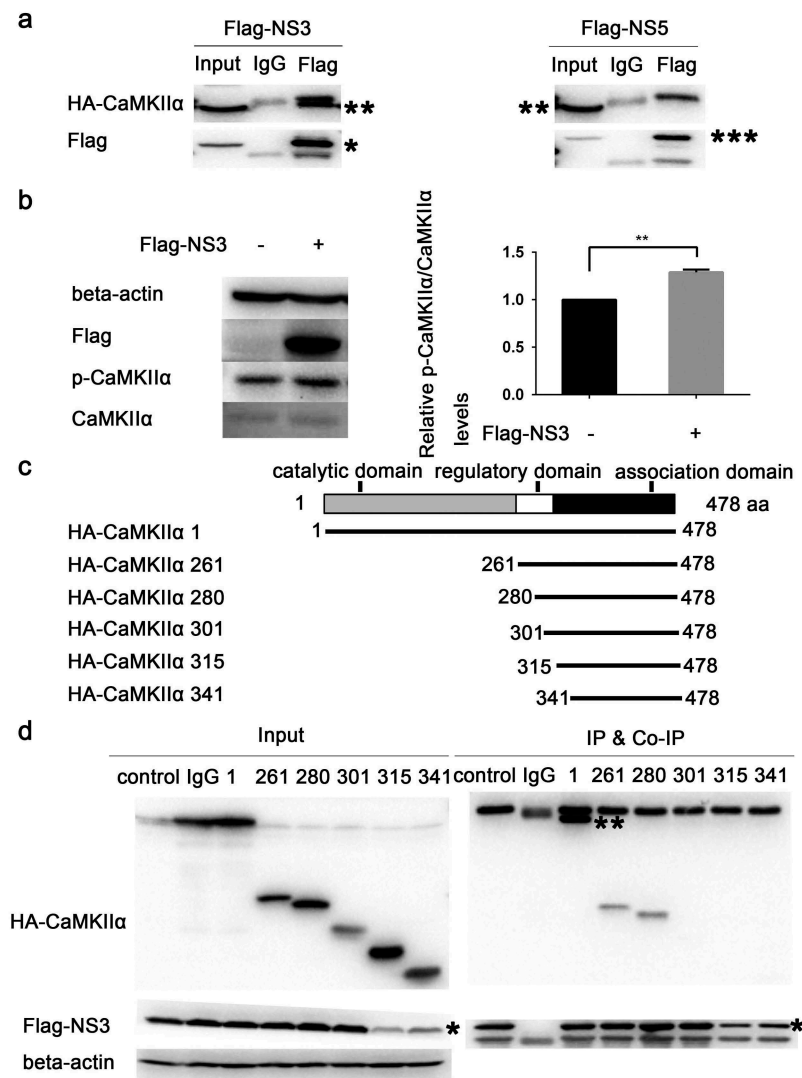 a
Flag-NS3 Flag-NS5
Input IgG Flag Input IgG Flag
HA-CaMKIIα ** **
Flag * ***
b
Flag-NS3 - +
beta-actin
Flag
p-CaMKIIα
CaMKIIα
Relative p-CaMKIIα/CaMKIIα
levels
**
1.5
1.0
0.5
0.0
Flag-NS3 - +
c
catalytic domain regulatory domain association domain
1 478 aa
HA-CaMKIIα 1 1 478
HA-CaMKIIα 261 261 478
HA-CaMKIIα 280 280 478
HA-CaMKIIα 301 301 478
HA-CaMKIIα 315 315 478
HA-CaMKIIα 341 341 478
d
Input IP & Co-IP
control IgG 1 261 280 301 315 341 control IgG 1 261 280 301 315 341
**
HA-CaMKIIα
Flag-NS3 * *
beta-actin